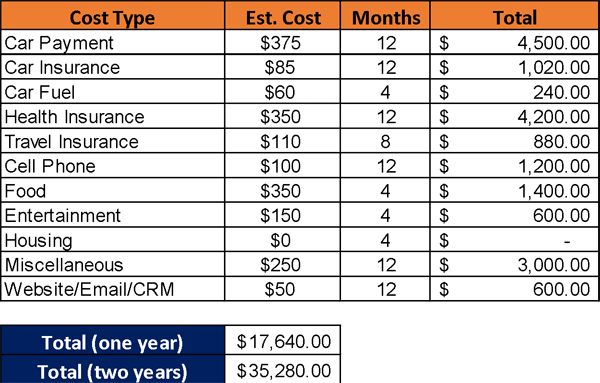 Cost Type Est. Cost Months Total
Car Payment $375 12 $ 4,500.00
Car Insurance $85 12 $ 1,020.00
Car Fuel $60 4 $ 240.00
Health Insurance $350 12 $ 4,200.00
Travel Insurance $110 8 $ 880.00
Cell Phone $100 12 $ 1,200.00
Food $350 4 $ 1,400.00
Entertainment $150 4 $ 600.00
Housing $0 4 $ -
Miscellaneous $250 12 $ 3,000.00
Website/Email/CRM $50 12 $ 600.00
Total (one year) $17,640.00
Total (two years) $35,280.00